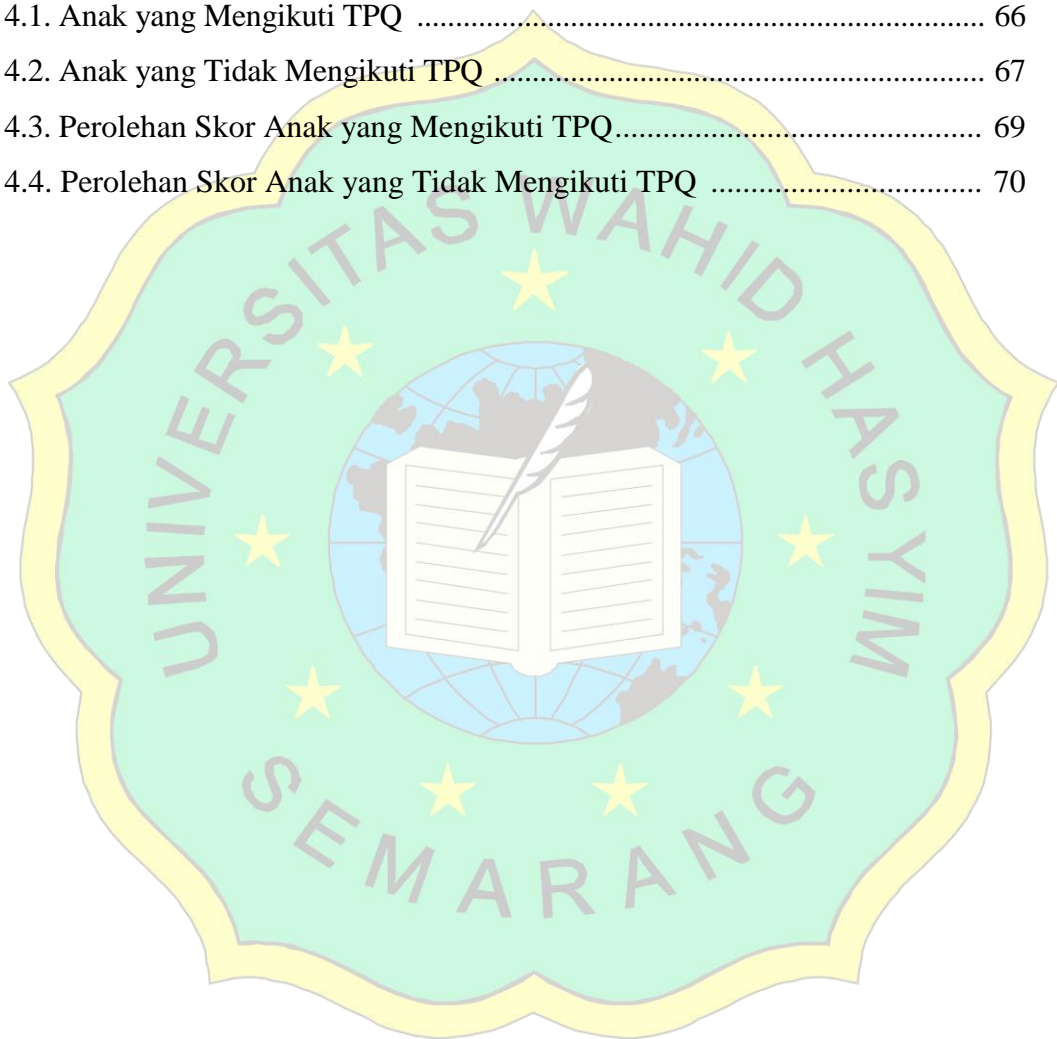 4.1. Anak yang Mengikuti TPQ ..................................................................... 66
4.2. Anak yang Tidak Mengikuti TPQ ............................................................ 67
4.3. Perolehan Skor Anak yang Mengikuti TPQ............................................. 69
4.4. Perolehan Skor Anak yang Tidak Mengikuti TPQ ................................. 70
UNIVERSITAS WAHID HASYIM
SEMARANG